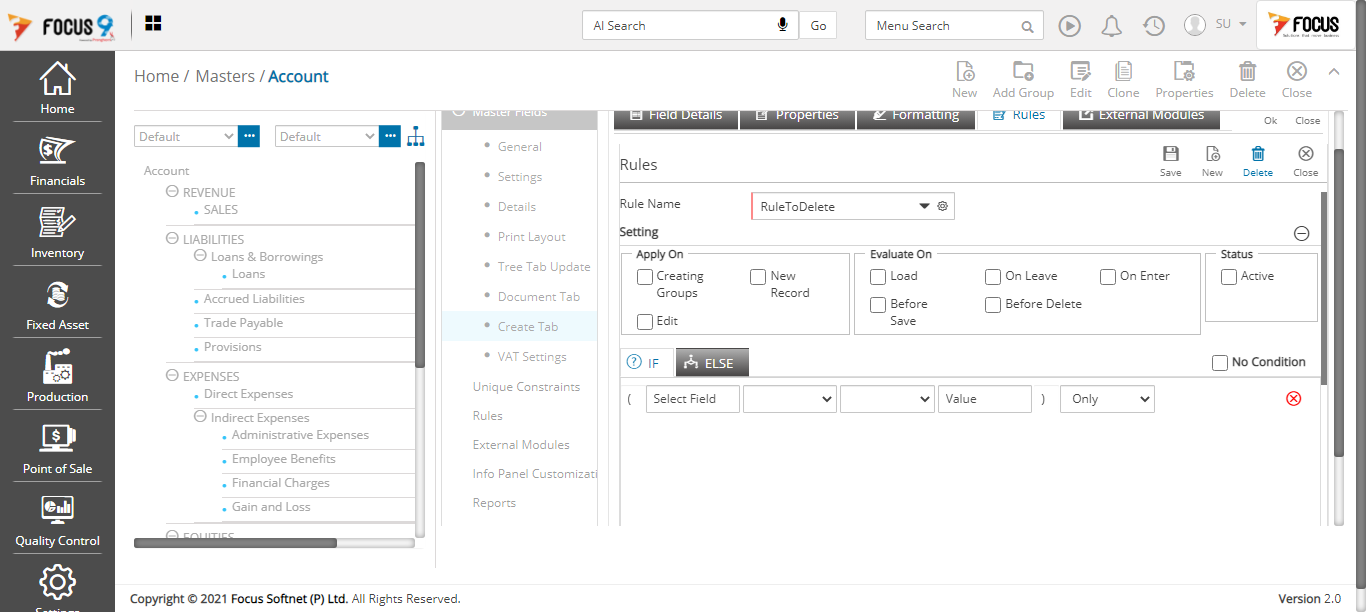 FOCUS 9
AI Search
Go
Menu Search
SU
FOCUS
Home / Masters / Account
New
Add Group
Edit
Clone
Properties
Delete
Close
Home
Financials
Inventory
Fixed Asset
Production
Point of Sale
Quality Control
Settings
Default
Default
Account
REVENUE
SALES
LIABILITIES
Loans & Borrowings
Loans
Accrued Liabilities
Trade Payable
Provisions
EXPENSES
Direct Expenses
Indirect Expenses
Administrative Expenses
Employee Benefits
Financial Charges
Gain and Loss
EQUITIES
Master Fields
General
Settings
Details
Print Layout
Tree Tab Update
Document Tab
Create Tab
VAT Settings
Unique Constraints
Rules
External Modules
Info Panel Customizati
Reports
Field Details
Properties
Formatting
Rules
External Modules
Ok
Close
Rules
Save
New
Delete
Close
Rule Name
RuleToDelete
Setting
Apply On
Creating Groups
New Record
Edit
Evaluate On
Load
On Leave
On Enter
Before Save
Before Delete
Status
Active
IF
ELSE
No Condition
(
Select Field
Value
)
Only
Copyright © 2021 Focus Softnet (P) Ltd. All Rights Reserved.
Version 2.0